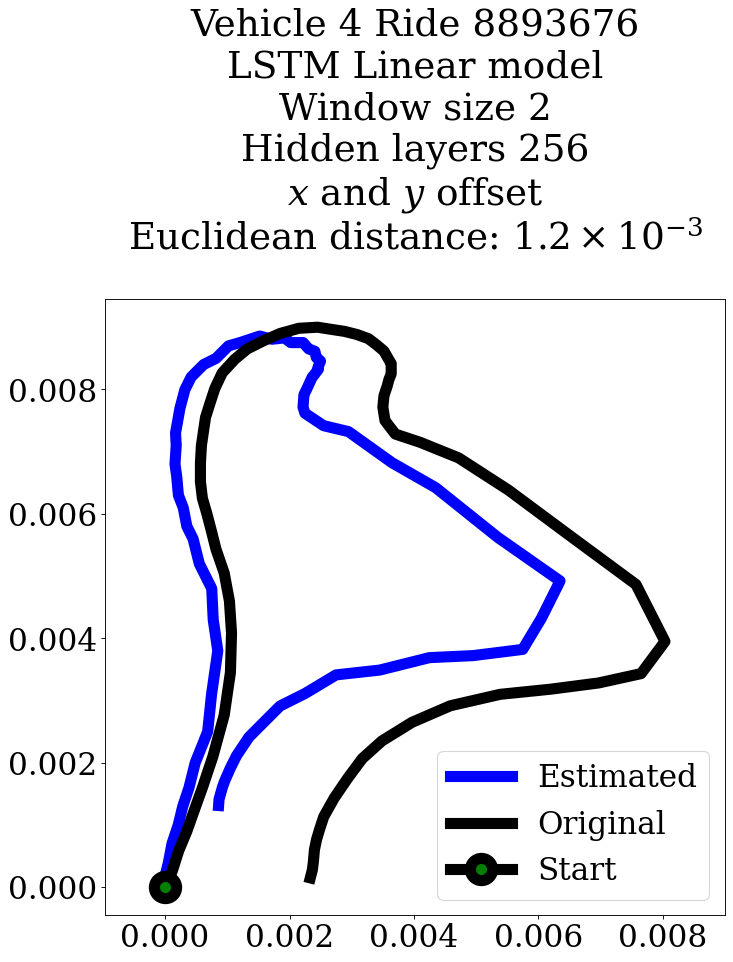 Vehicle 4 Ride 8893676
LSTM Linear model
Window size 2
Hidden layers 256
x and y offset
Euclidean distance: 1.2 × 10⁻³
0.008
0.006
0.004
0.002
0.000
Estimated
Original
Start
0.000 0.002 0.004 0.006 0.008